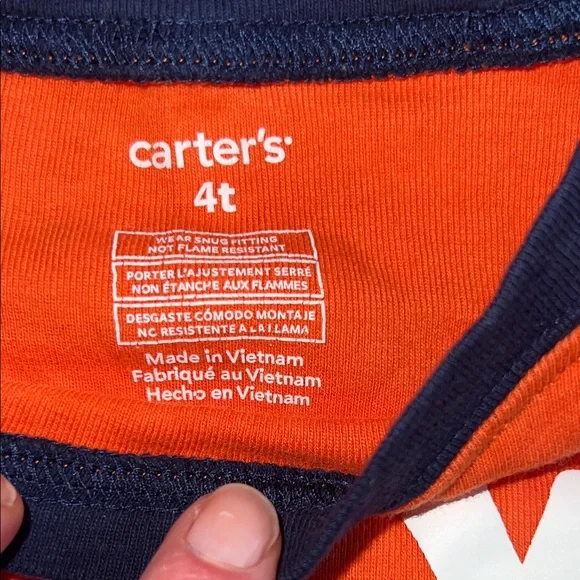 carter's
4t
WEAR SNUG FITTING
NOT FLAME RESISTANT
PORTER L'AJUSTEMENT SERRÉ
NON ÉTANCHE AUX FLAMMES
DESGASTE CÓMODO MONTAJE
NC RESISTENTE A LA LLAMA
Made in Vietnam
Fabriqué au Vietnam
Hecho en Vietnam